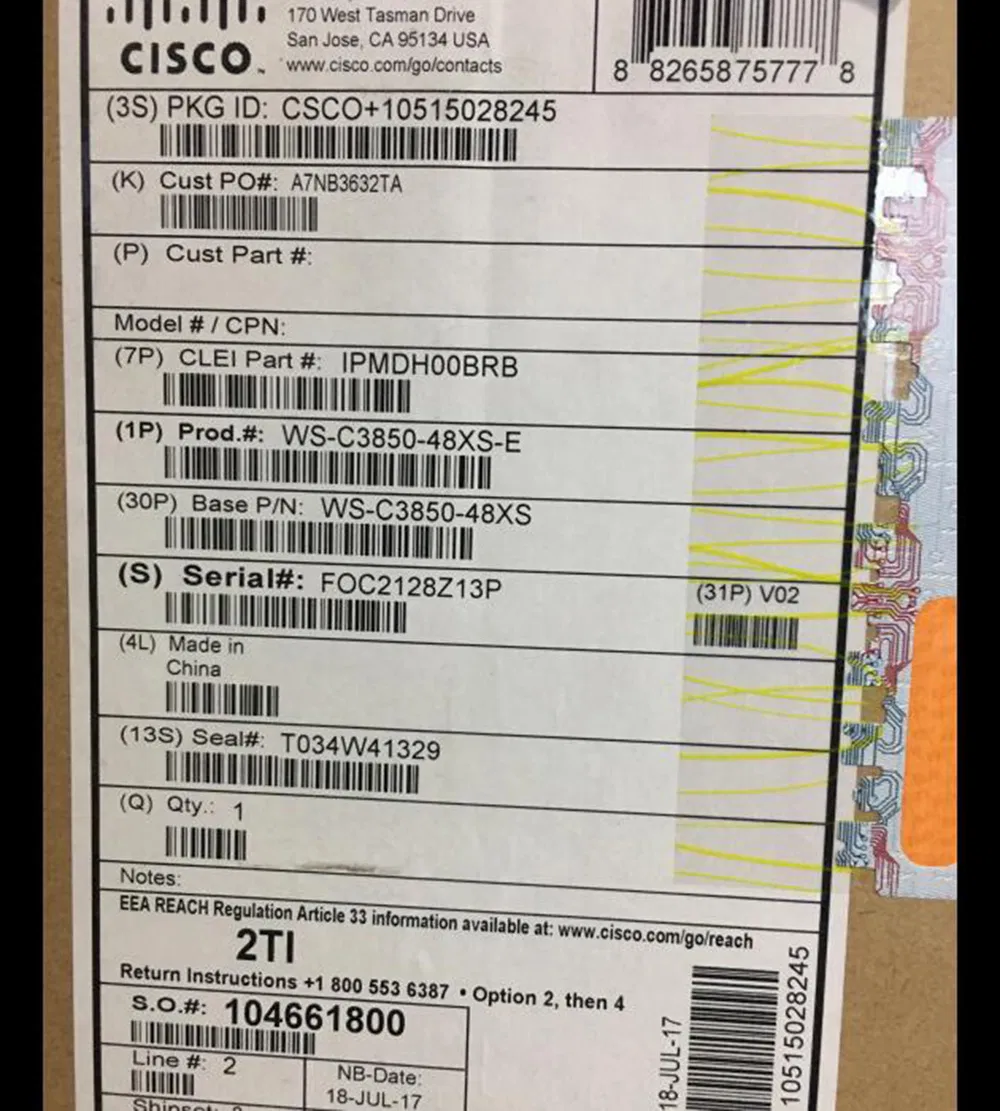 170 West Tasman Drive
San Jose, CA 95134 USA
www.cisco.com/go/contacts
CISCO
8 82658 75777 8
(3S) PKG ID: CSCO+10515028245
(K) Cust PO#: A7NB3632TA
(P) Cust Part #:
Model # / CPN:
(7P) CLEI Part #: IPMDH00BRB
(1P) Prod.#: WS-C3850-48XS-E
(30P) Base P/N: WS-C3850-48XS
(S) Serial#: FOC2128Z13P
(31P) V02
(4L) Made in
China
(13S) Seal#: T034W41329
(Q) Qty.: 1
Notes:
EEA REACH Regulation Article 33 information available at: www.cisco.com/go/reach
2TI
Return Instructions +1 800 553 6387 • Option 2, then 4
S.O.#: 104661800
Line #: 2
NB-Date:
18-JUL-17
18-JUL-17
10515028245